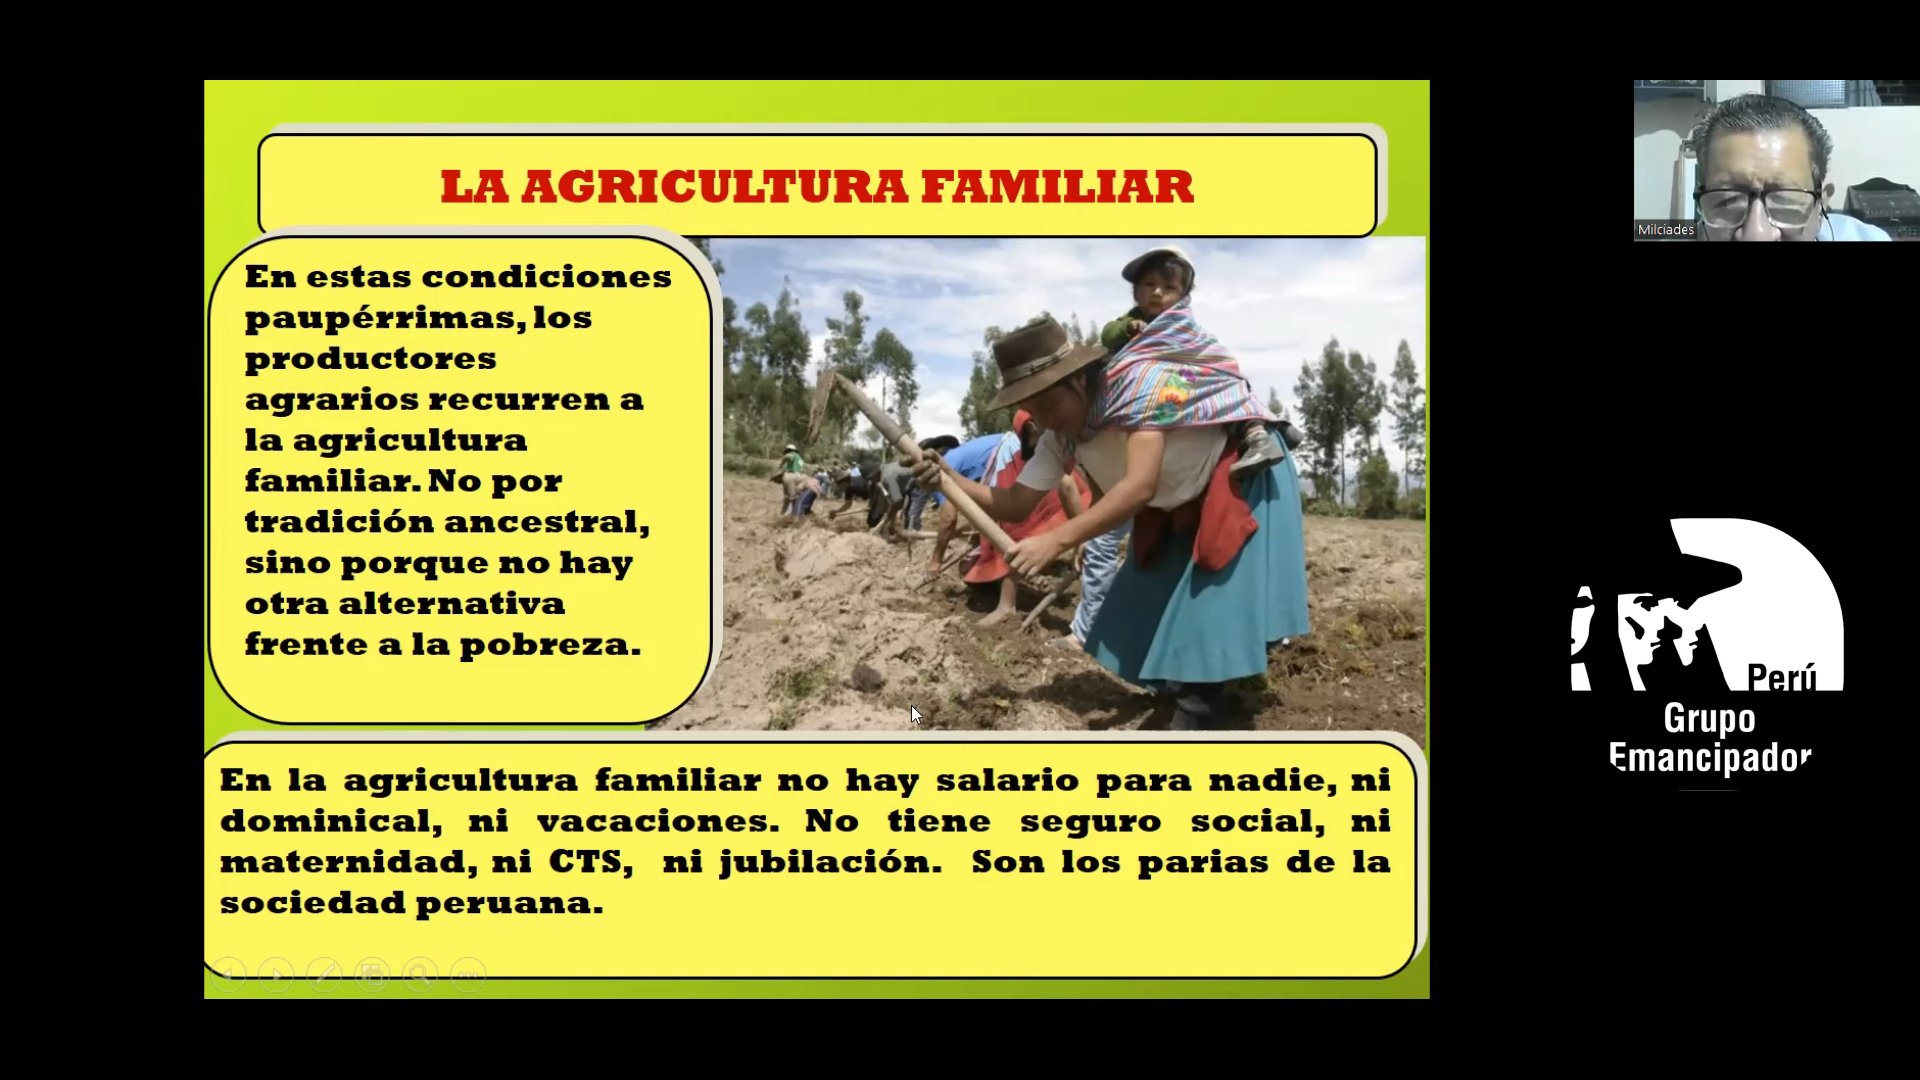 LA AGRICULTURA FAMILIAR
En estas condiciones
paupérrimas, los
productores
agrarios recurren a
la agricultura
familiar. No por
tradición ancestral,
sino porque no hay
otra alternativa
frente a la pobreza.
En la agricultura familiar no hay salario para nadie, ni
dominical, ni vacaciones. No tiene seguro social, ni
maternidad, ni CTS, ni jubilación. Son los parias de la
sociedad peruana.
Milciades
Perú
Grupo
Emancipador